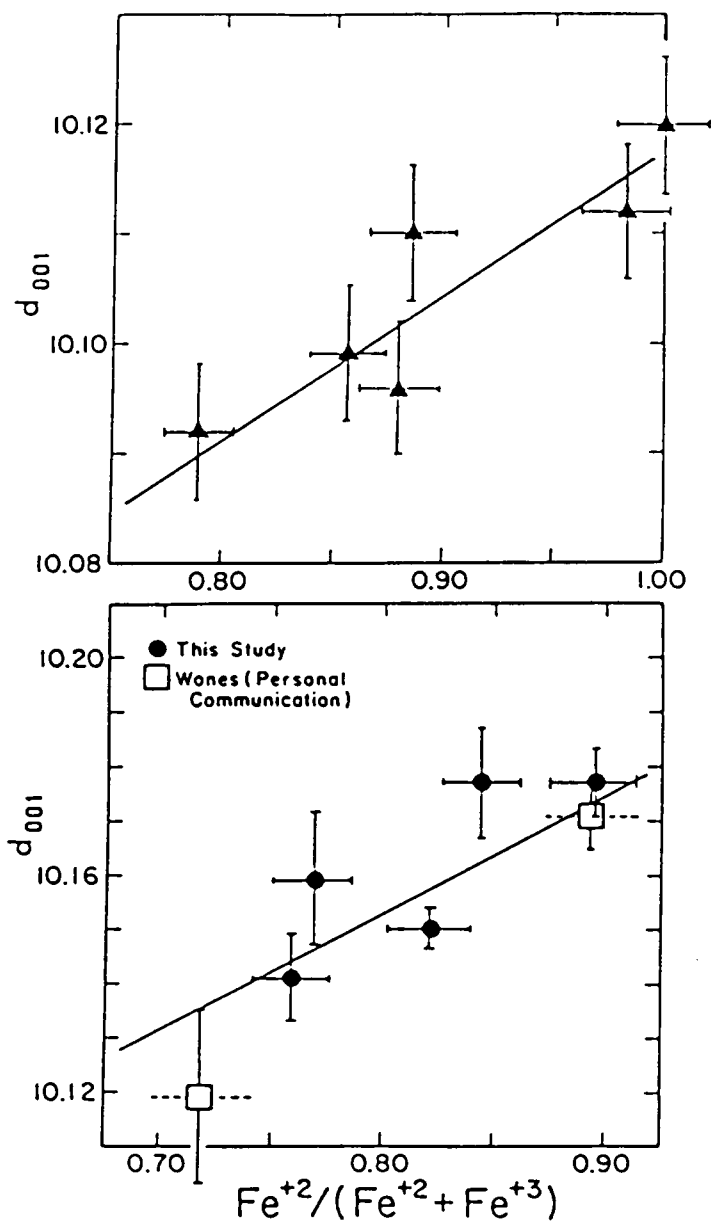 10.12
10.10
10.08
d001
0.80
0.90
1.00
This Study
Wones (Personal
Communication)
10.20
10.16
10.12
d001
0.70
0.80
0.90
Fe+2/(Fe+2 + Fe+3)